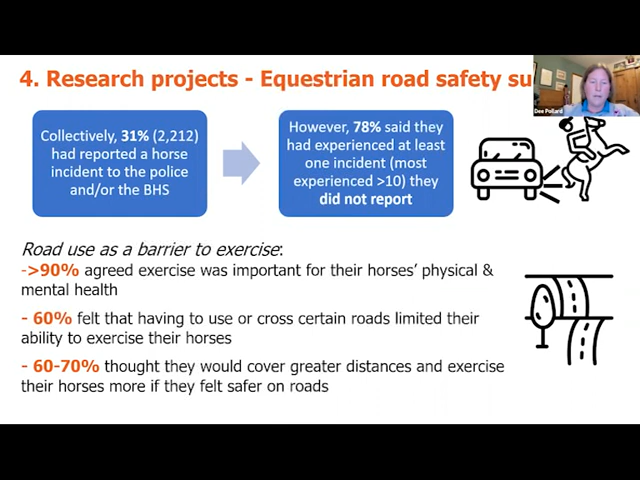 4. Research projects - Equestrian road safety su
Dee Pollard
Collectively, 31% (2,212)
had reported a horse
incident to the police
and/or the BHS
However, 78% said they
had experienced at least
one incident (most
experienced >10) they
did not report
Road use as a barrier to exercise:
->90% agreed exercise was important for their horses' physical &
mental health
- 60% felt that having to use or cross certain roads limited their
ability to exercise their horses
- 60-70% thought they would cover greater distances and exercise
their horses more if they felt safer on roads